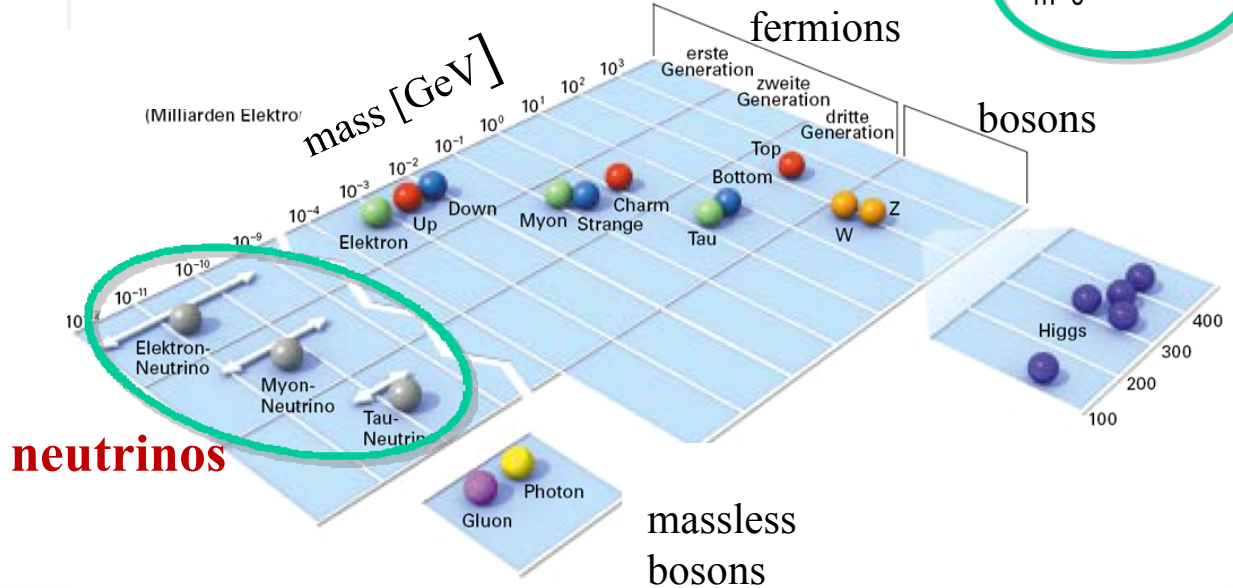 fermions
erste
Generation
zweite
Generation
dritte
Generation
bosons
(Milliarden Elektro
mass [GeV]
10³
10²
10¹
10⁰
10⁻¹
10⁻²
10⁻³
10⁻⁴
10⁻⁹
10⁻¹⁰
10⁻¹¹
Top
Bottom
Down
Up
Elektron
Myon
Strange
Charm
Tau
W
Z
Higgs
400
300
200
100
Elektron-
Neutrino
Myon-
Neutrino
Tau-
Neutrin
neutrinos
Photon
Gluon
massless
bosons